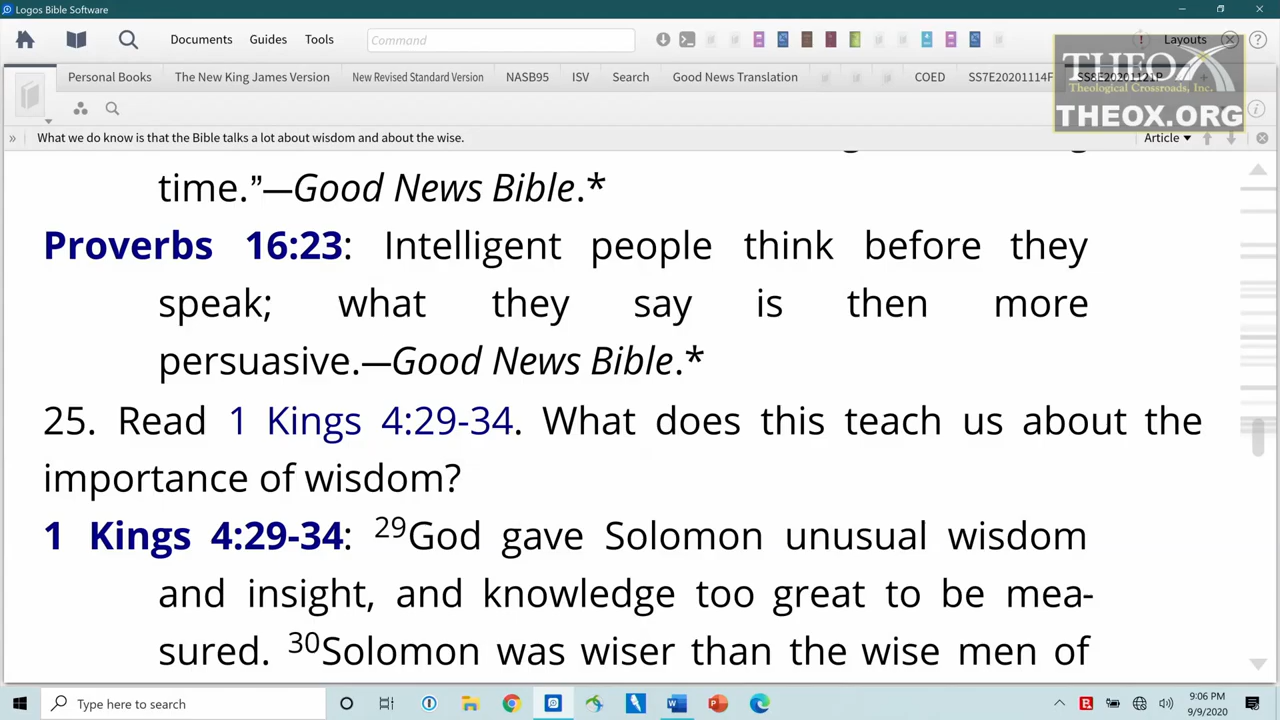 Logos Bible Software
Documents Guides Tools Command Layouts
Personal Books The New King James Version New Revised Standard Version NASB95 ISV Search Good News Translation COED SS7E20201114F SS9E20201121P
THEOX
Theological Crossroads, Inc.
THEOX.ORG
» What we do know is that the Bible talks a lot about wisdom and about the wise. Article
time.”—Good News Bible.*
Proverbs 16:23: Intelligent people think before they
speak; what they say is then more
persuasive.—Good News Bible.*
25. Read 1 Kings 4:29-34. What does this teach us about the
importance of wisdom?
1 Kings 4:29-34: 29God gave Solomon unusual wisdom
and insight, and knowledge too great to be mea-
sured. 30Solomon was wiser than the wise men of
Type here to search
9:06 PM
9/9/2020